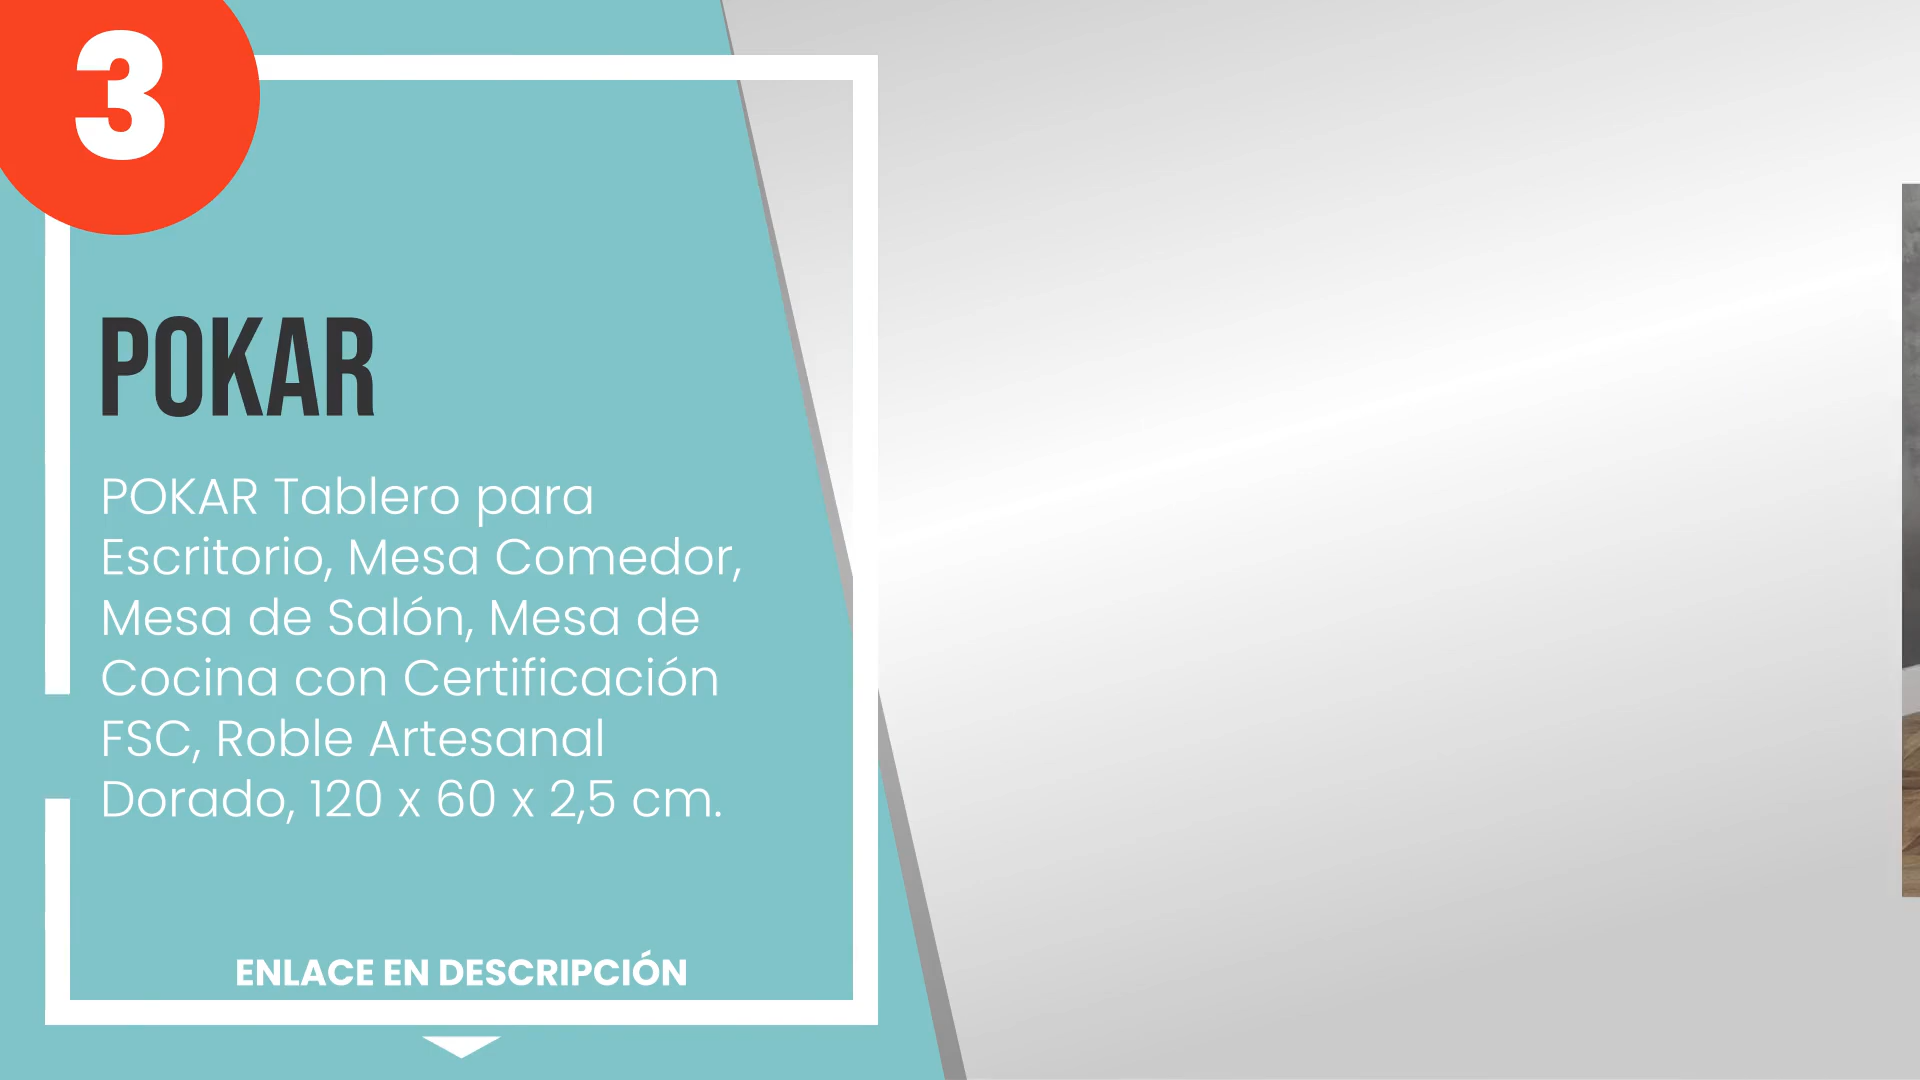 3
POKAR
POKAR Tablero para
Escritorio, Mesa Comedor,
Mesa de Salón, Mesa de
Cocina con Certificación
FSC, Roble Artesanal
Dorado, 120 x 60 x 2,5 cm.
ENLACE EN DESCRIPCIÓN